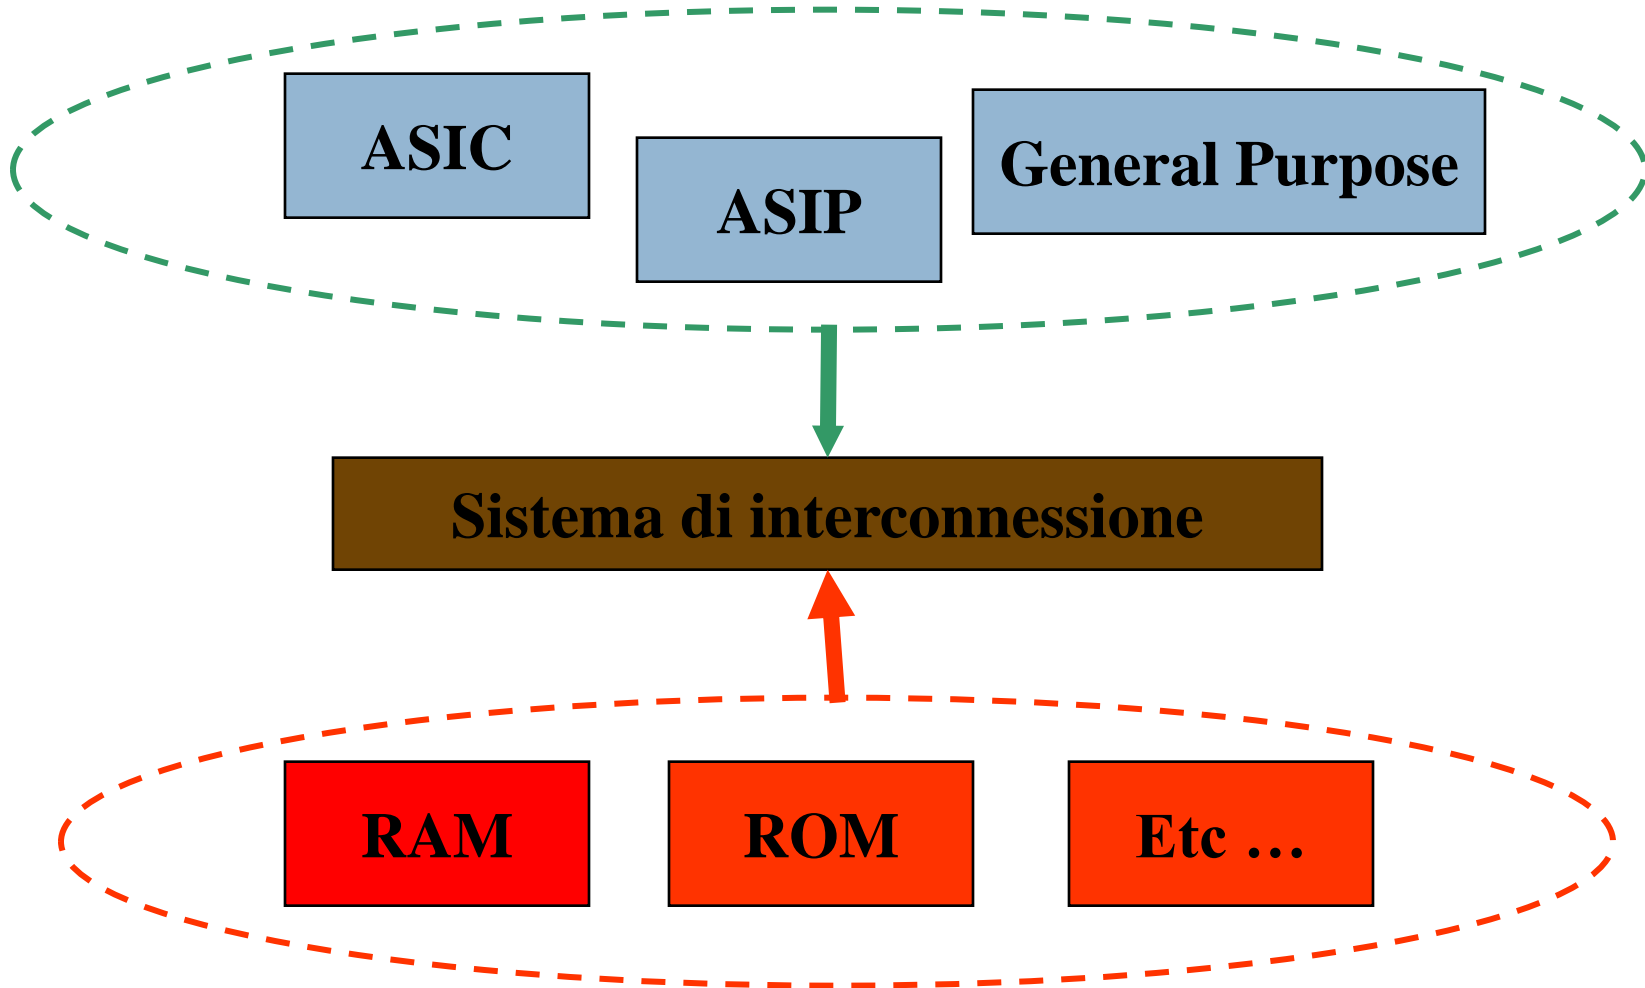 ASIC
ASIP
General Purpose
Sistema di interconnessione
RAM
ROM
Etc …